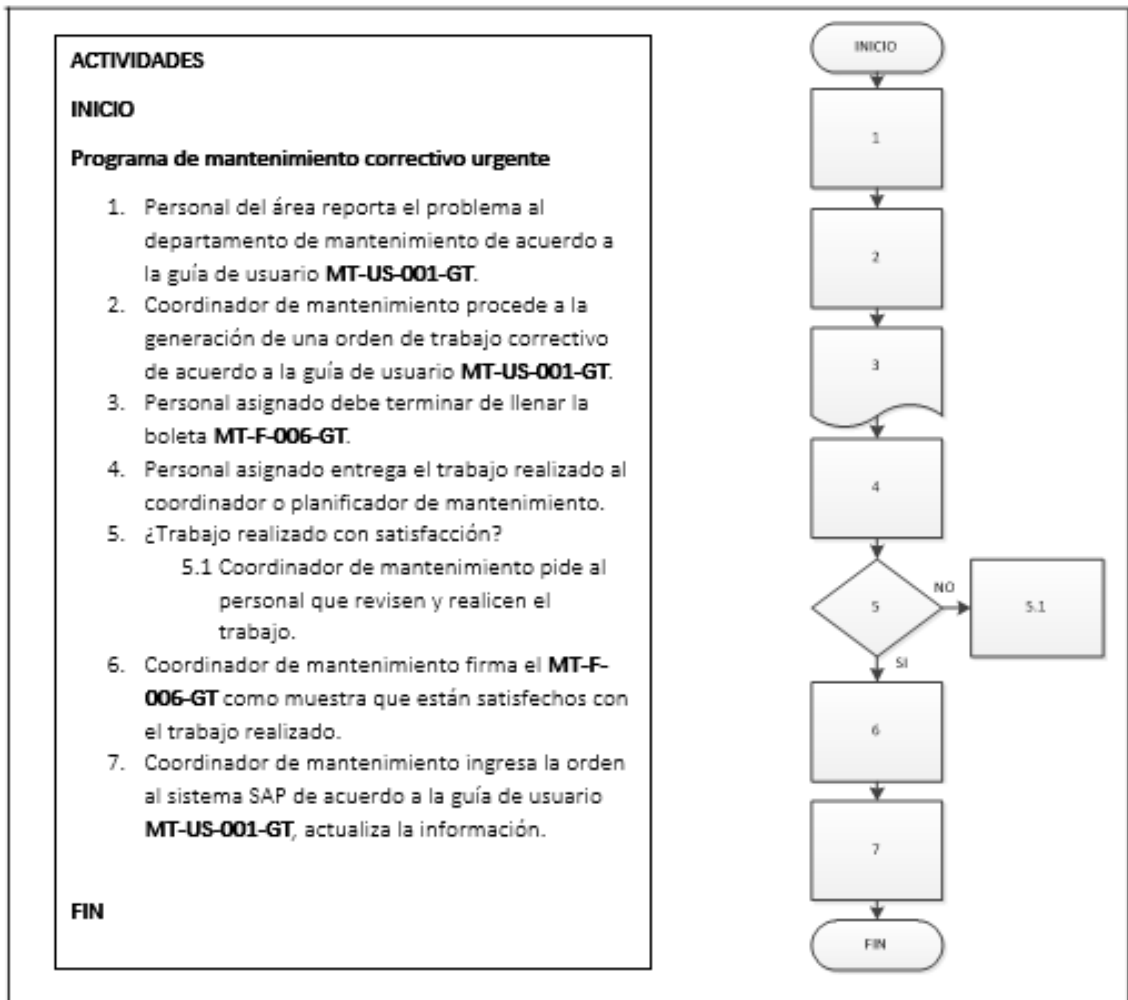 ACTIVIDADES
INICIO
Programa de mantenimiento correctivo urgente
1. Personal del área reporta el problema al
departamento de mantenimiento de acuerdo a
la guía de usuario MT-US-001-GT.
2. Coordinador de mantenimiento procede a la
generación de una orden de trabajo correctivo
de acuerdo a la guía de usuario MT-US-001-GT.
3. Personal asignado debe terminar de llenar la
boleta MT-F-006-GT.
4. Personal asignado entrega el trabajo realizado al
coordinador o planificador de mantenimiento.
5. ¿Trabajo realizado con satisfacción?
5.1 Coordinador de mantenimiento pide al
personal que revisen y realicen el
trabajo.
6. Coordinador de mantenimiento firma el MT-F-
006-GT como muestra que están satisfechos con
el trabajo realizado.
7. Coordinador de mantenimiento ingresa la orden
al sistema SAP de acuerdo a la guía de usuario
MT-US-001-GT, actualiza la información.
FIN
INICIO
1
2
3
4
5
NO
5.1
SI
6
7
FIN